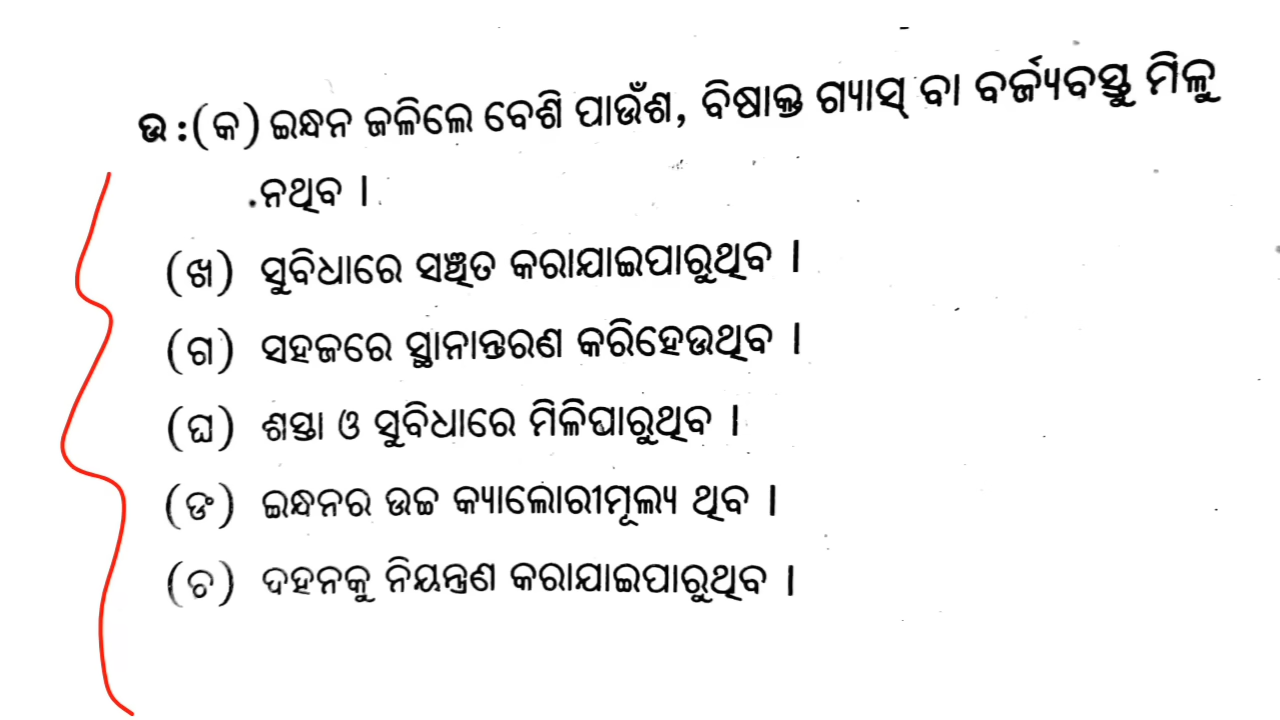 ଉ : (କ) ଇନ୍ଧନ ଜଳିଲେ ବେଶି ପାଉଁଶ, ବିଷାକ୍ତ ଗ୍ୟାସ୍ ବା ବର୍ଜ୍ୟବସ୍ତୁ ମିଳୁ
ନଥିବ ।
(ଖ) ସୁବିଧାରେ ସଞ୍ଚିତ କରାଯାଇପାରୁଥିବ ।
(ଗ) ସହଜରେ ସ୍ଥାନାନ୍ତରଣ କରିହେଉଥିବ ।
(ଘ) ଶସ୍ତା ଓ ସୁବିଧାରେ ମିଳିପାରୁଥିବ ।
(ଙ) ଇନ୍ଧନର ଉଚ୍ଚ କ୍ୟାଲୋରୀମୂଲ୍ୟ ଥିବ ।
(ଚ) ଦହନକୁ ନିୟନ୍ତ୍ରଣ କରାଯାଇପାରୁଥିବ ।